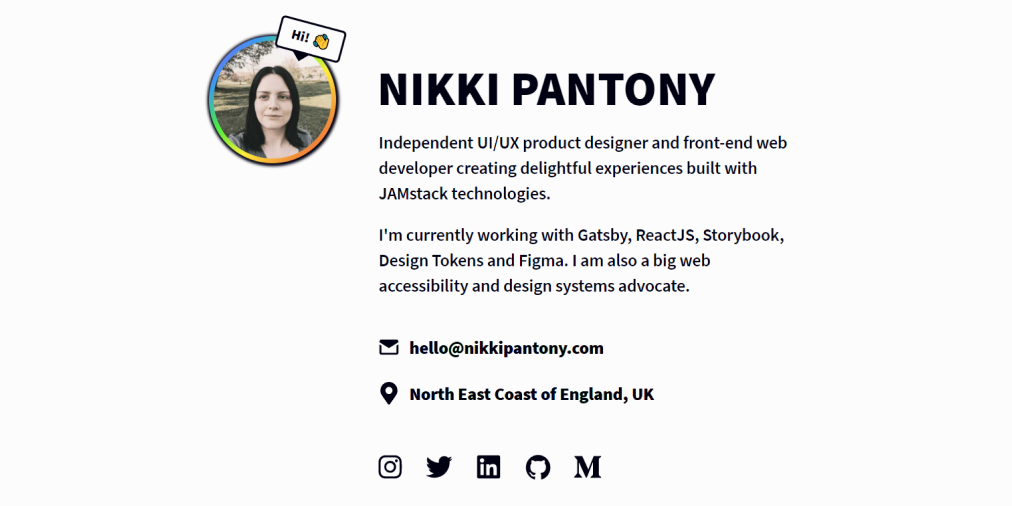 Hi! 👋
NIKKI PANTONY
Independent UI/UX product designer and front-end web
developer creating delightful experiences built with
JAMstack technologies.
I'm currently working with Gatsby, ReactJS, Storybook,
Design Tokens and Figma. I am also a big web
accessibility and design systems advocate.
hello@nikkipantony.com
North East Coast of England, UK